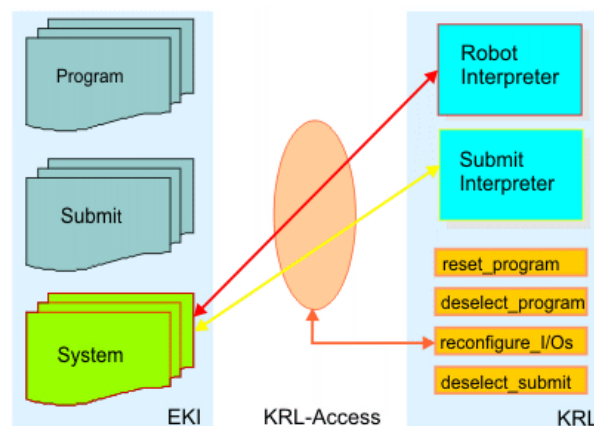 Program
Submit
System
EKI
KRL-Access
Robot
Interpreter
Submit
Interpreter
reset_program
deselect_program
reconfigure_I/Os
deselect_submit
KRL